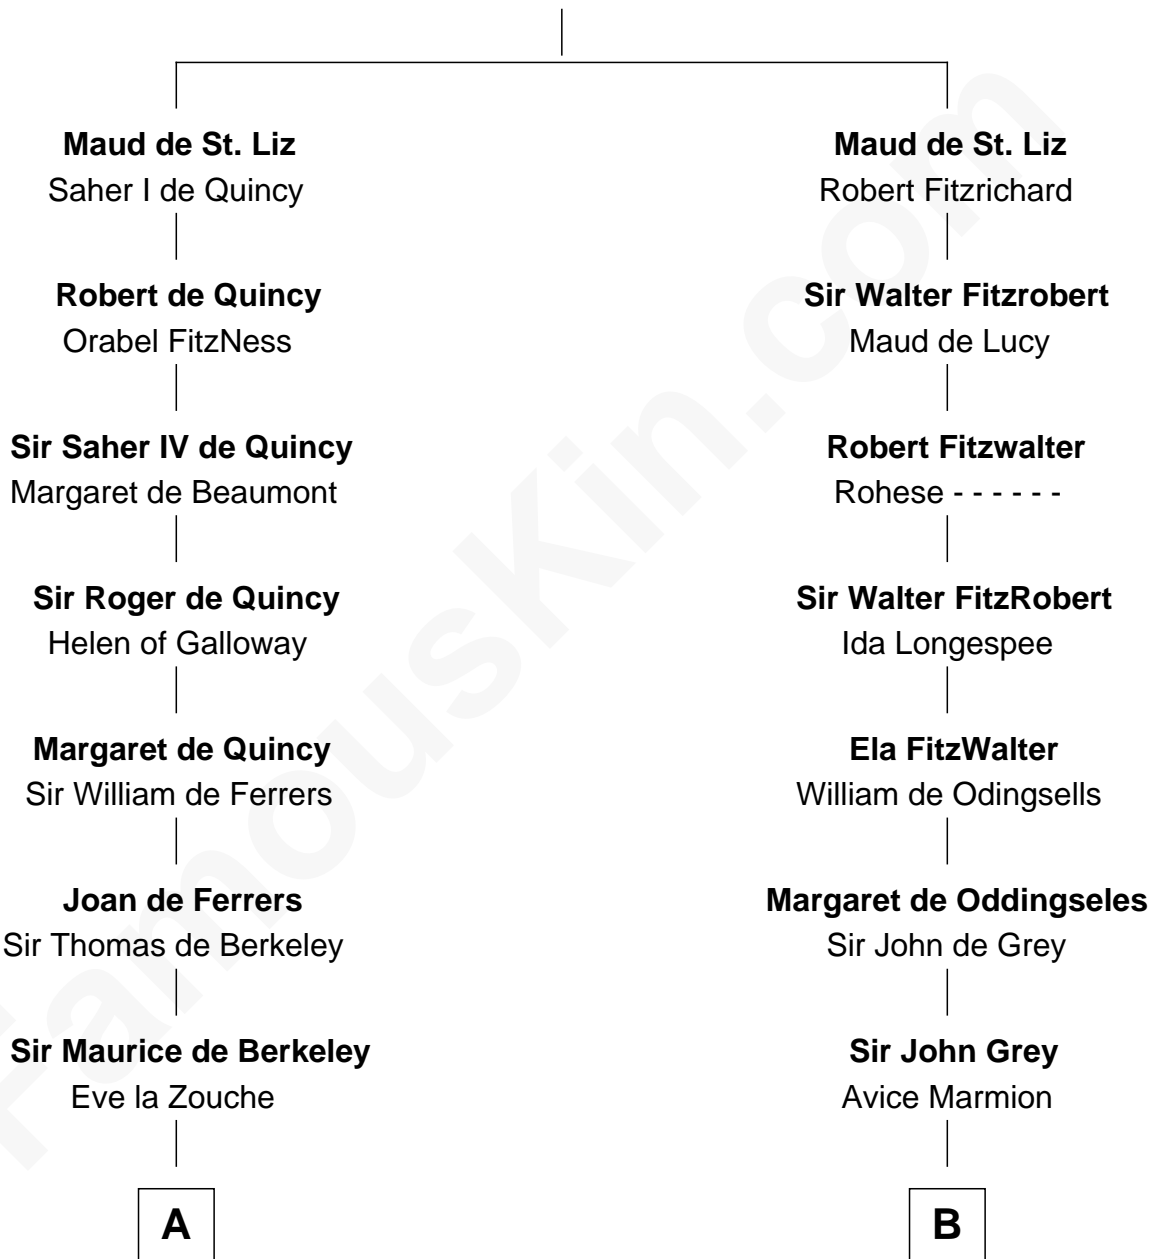 Maud de St. Liz
Saher I de Quincy
Robert de Quincy
Orabel FitzNess
Sir Saher IV de Quincy
Margaret de Beaumont
Sir Roger de Quincy
Helen of Galloway
Margaret de Quincy
Sir William de Ferrers
Joan de Ferrers
Sir Thomas de Berkeley
Sir Maurice de Berkeley
Eve la Zouche
A
Maud de St. Liz
Robert Fitzrichard
Sir Walter Fitzrobert
Maud de Lucy
Robert Fitzwalter
Rohese - - - - - -
Sir Walter FitzRobert
Ida Longespee
Ela FitzWalter
William de Odingsells
Margaret de Oddingseles
Sir John de Grey
Sir John Grey
Avice Marmion
B
FamousKin.com